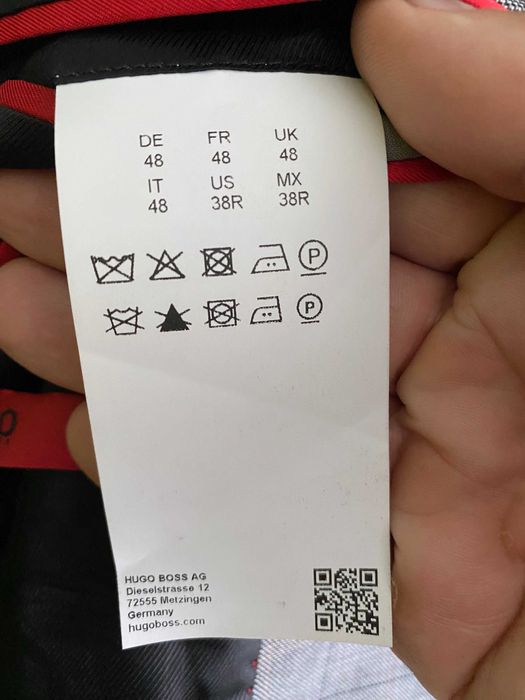 DE FR UK
48 48 48
IT US MX
48 38R 38R
P
P
HUGO BOSS AG
Dieselstrasse 12
72555 Metzingen
Germany
hugoboss.com